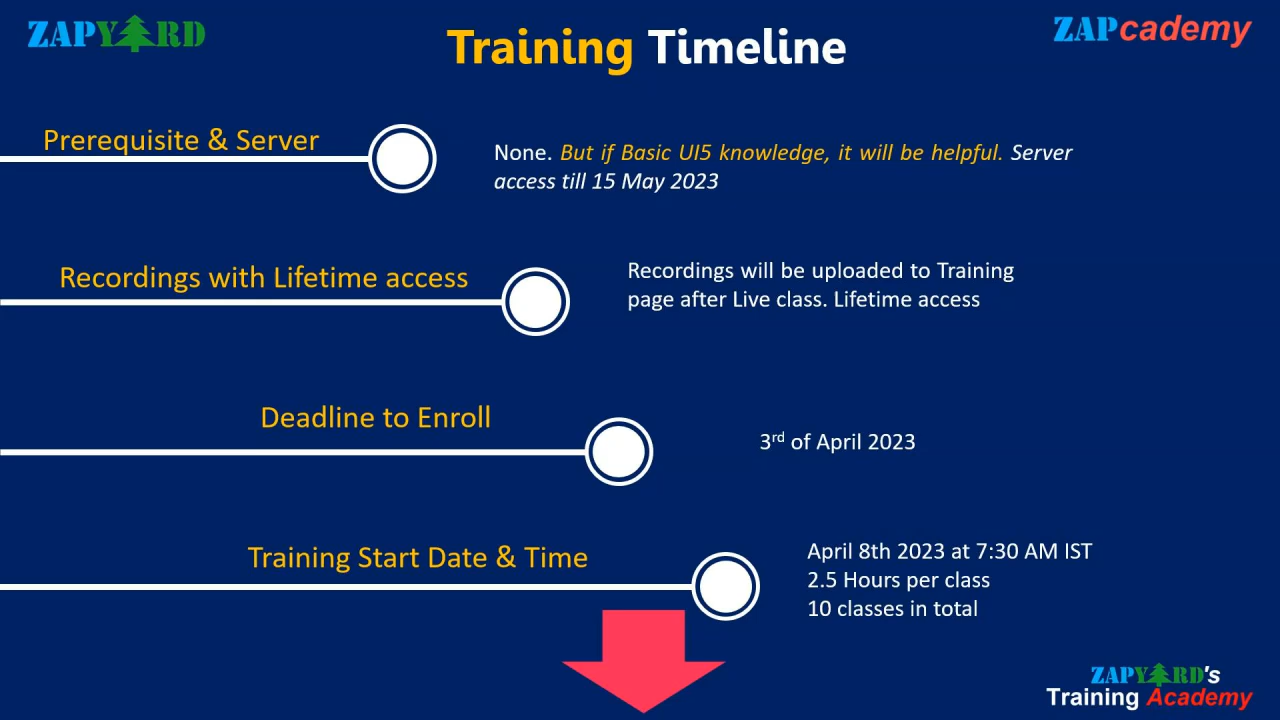 ZAPYARD
ZAPcademy
Training Timeline
Prerequisite & Server
None. But if Basic UI5 knowledge, it will be helpful. Server
access till 15 May 2023
Recordings with Lifetime access
Recordings will be uploaded to Training
page after Live class. Lifetime access
Deadline to Enroll
3rd of April 2023
Training Start Date & Time
April 8th 2023 at 7:30 AM IST
2.5 Hours per class
10 classes in total
ZAPYARD's
Training Academy